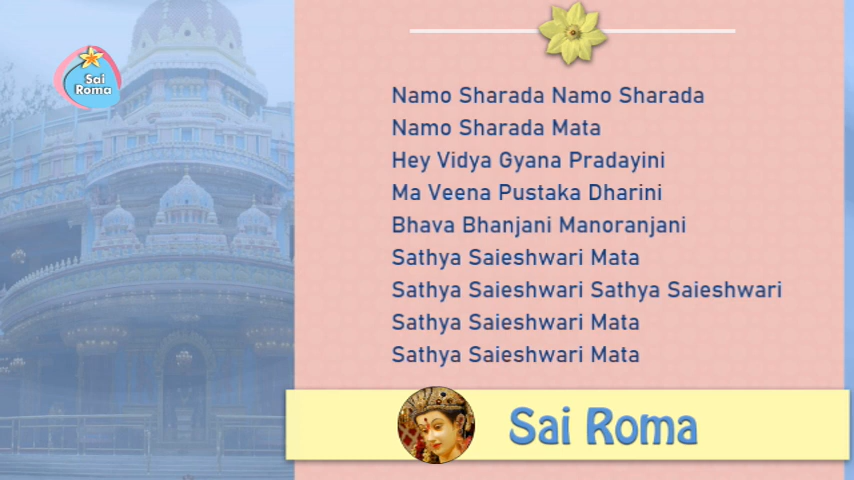 Sai
Roma
Namo Sharada Namo Sharada
Namo Sharada Mata
Hey Vidya Gyana Pradayini
Ma Veena Pustaka Dharini
Bhava Bhanjani Manoranjani
Sathya Saieshwari Mata
Sathya Saieshwari Sathya Saieshwari
Sathya Saieshwari Mata
Sathya Saieshwari Mata
Sai Roma